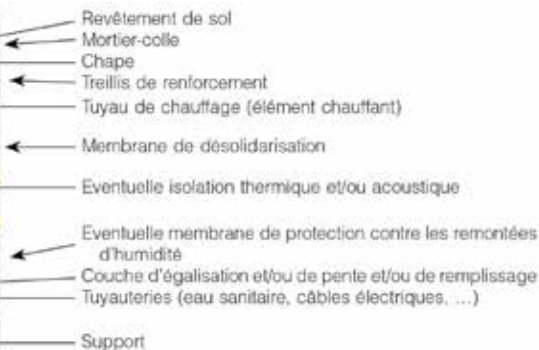 Revêtement de sol
Mortier-colle
Chape
Treillis de renforcement
Tuyau de chauffage (élément chauffant)
Membrane de désolidarisation
Eventuelle isolation thermique et/ou acoustique
Eventuelle membrane de protection contre les remontées
d'humidité
Couche d'égalisation et/ou de pente et/ou de remplissage
Tuyauteries (eau sanitaire, câbles électriques, ...)
Support